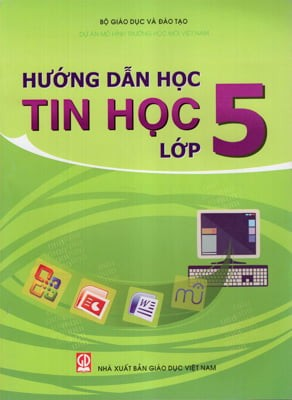 BỘ GIÁO DỤC VÀ ĐÀO TẠO
DỰ ÁN MÔ HÌNH TRƯỜNG HỌC MỚI VIỆT NAM
HƯỚNG DẪN HỌC
TIN HỌC 5
LỚP
W
NHÀ XUẤT BẢN GIÁO DỤC VIỆT NAM